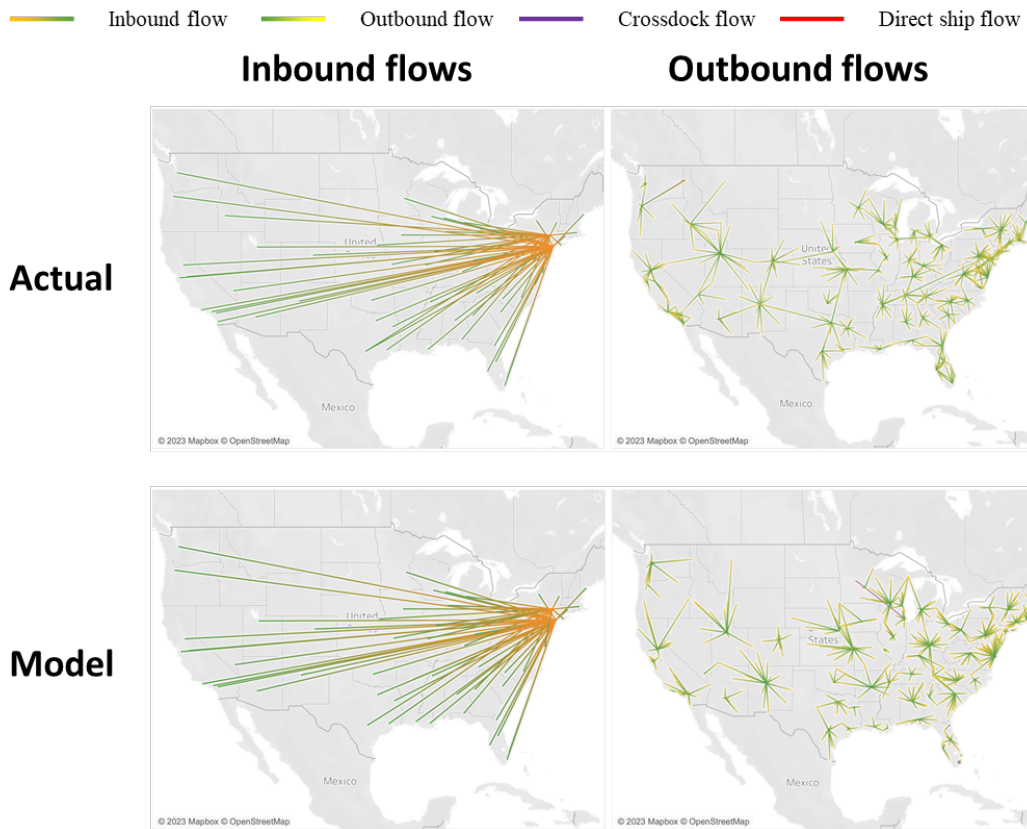 Inbound flow Outbound flow Crossdock flow Direct ship flow
Inbound flows Outbound flows
Actual
United
Mexico
© 2023 Mapbox © OpenStreetMap
United
States
Mexico
© 2023 Mapbox © OpenStreetMap
Model
United
Mexico
© 2023 Mapbox © OpenStreetMap
States
Mexico
© 2023 Mapbox © OpenStreetMap